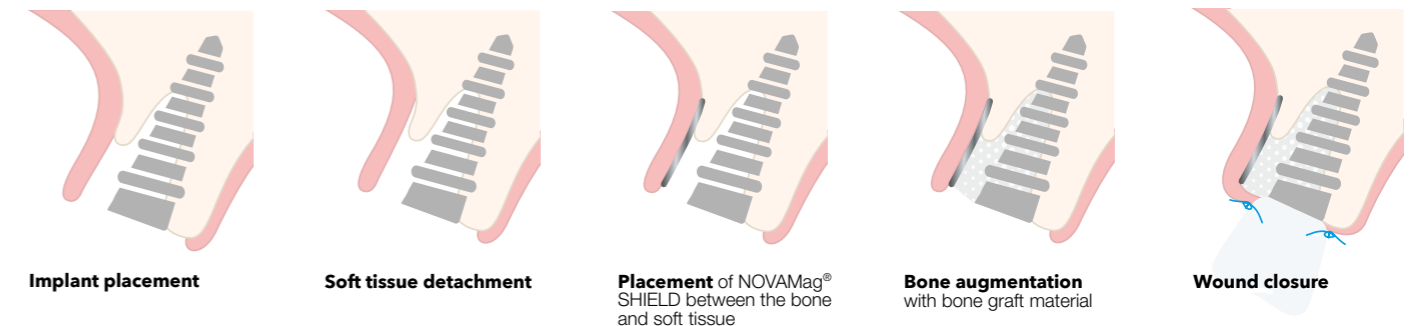 Implant placement
Soft tissue detachment
Placement of NOVAMag®
SHIELD between the bone
and soft tissue
Bone augmentation
with bone graft material
Wound closure